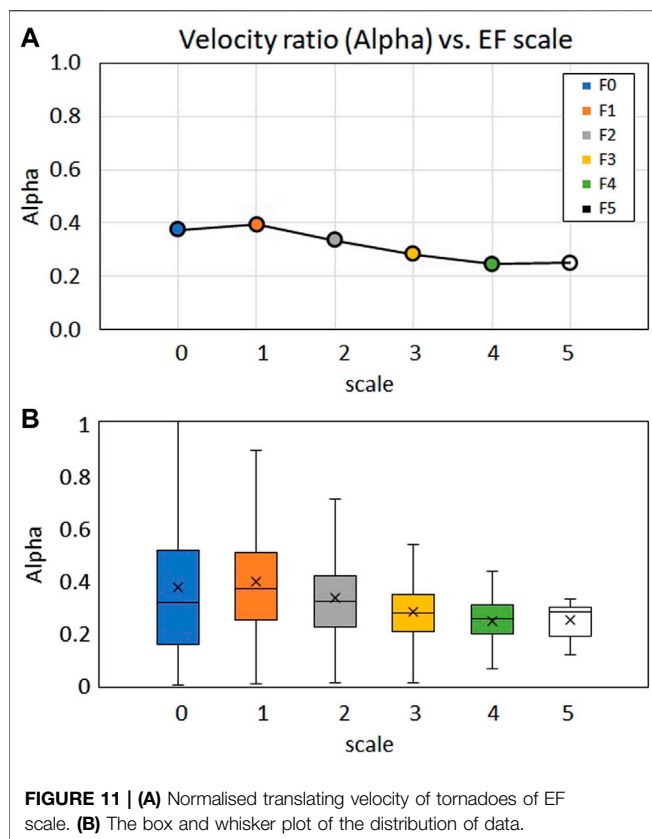 A
Velocity ratio (Alpha) vs. EF scale
1.0
0.8
0.6
0.4
0.2
0.0
Alpha
F0
F1
F2
F3
F4
F5
0 1 2 3 4 5
scale
B
1
0.8
0.6
0.4
0.2
0
Alpha
0 1 2 3 4 5
scale
FIGURE 11 | (A) Normalised translating velocity of tornadoes of EF
scale. (B) The box and whisker plot of the distribution of data.